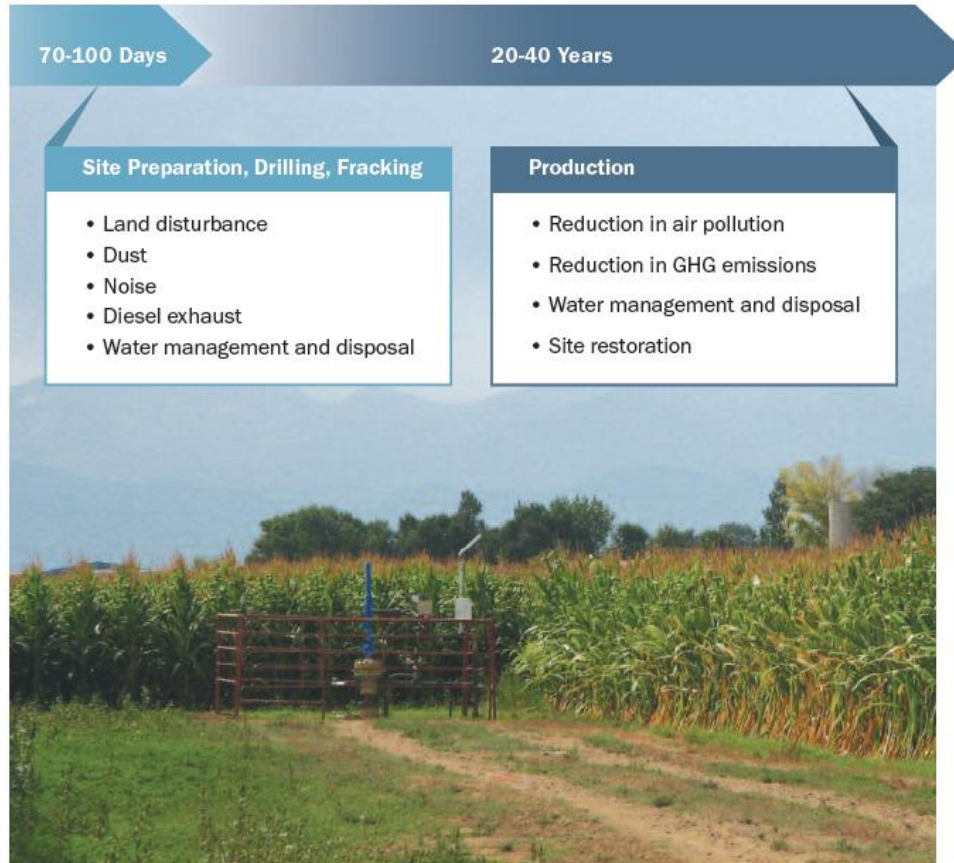 70-100 Days
20-40 Years
Site Preparation, Drilling, Fracking
• Land disturbance
• Dust
• Noise
• Diesel exhaust
• Water management and disposal
Production
• Reduction in air pollution
• Reduction in GHG emissions
• Water management and disposal
• Site restoration